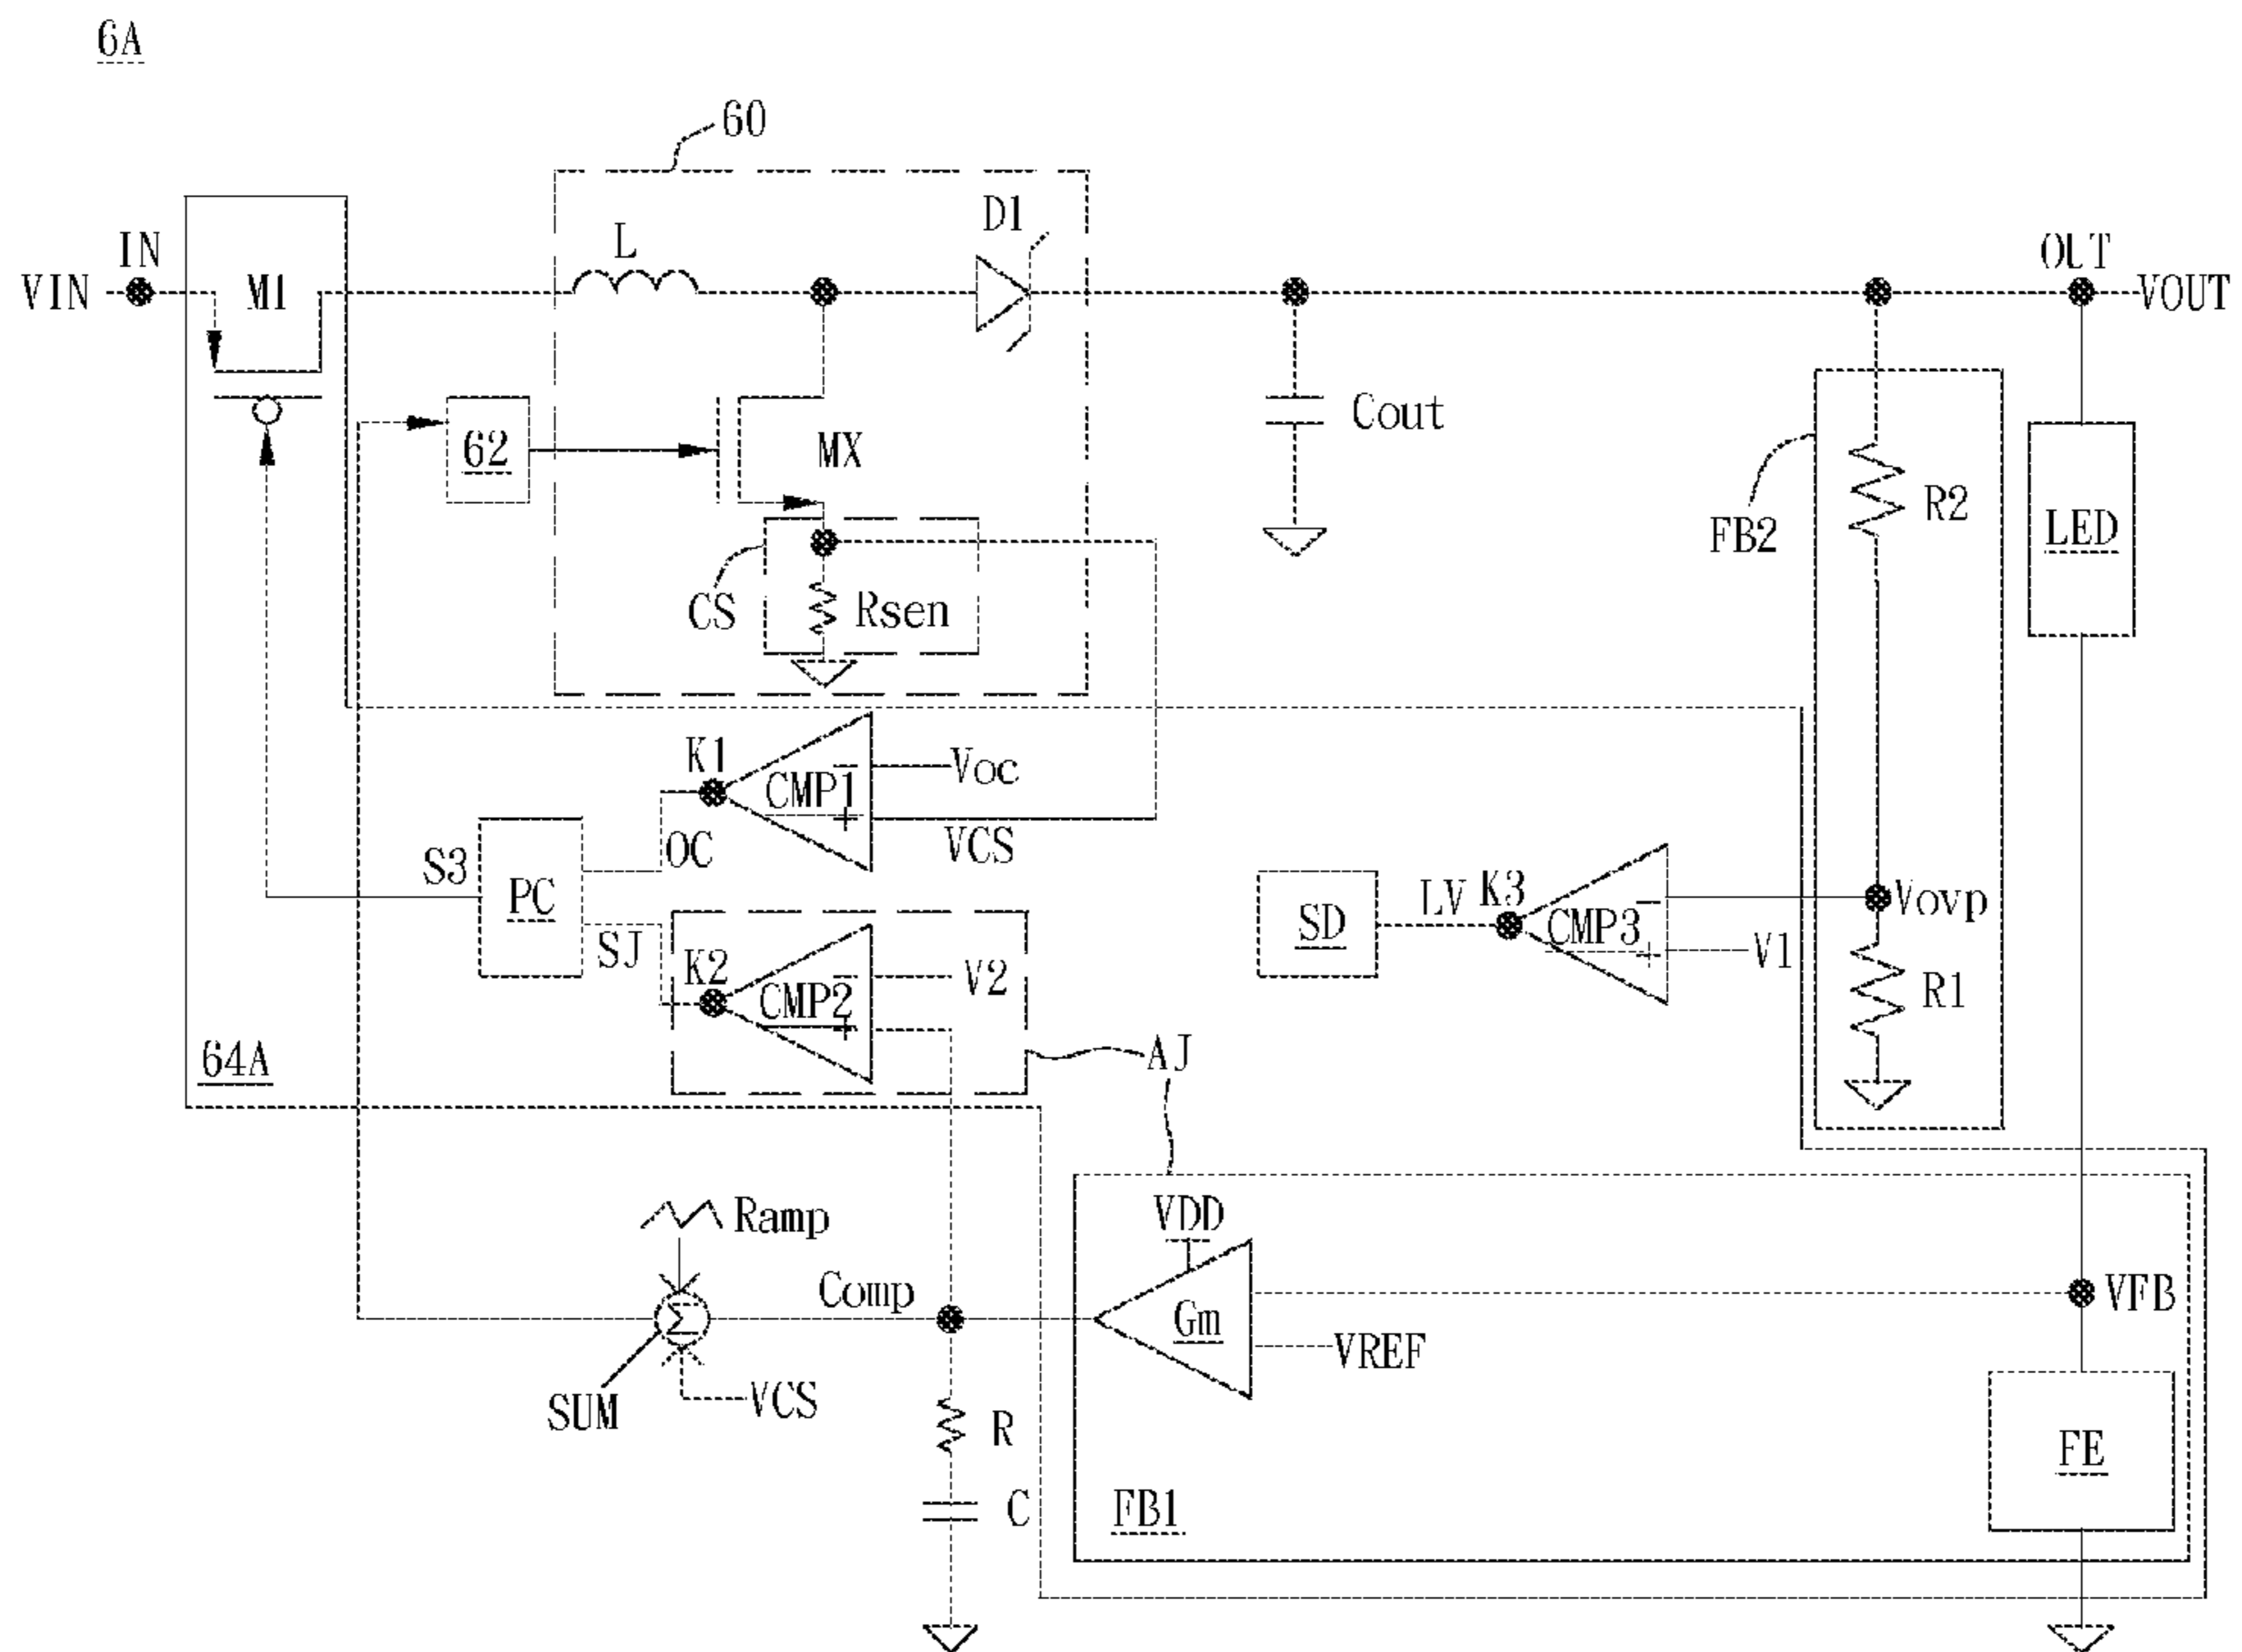 6A
60
D1
L
IN
OUT
VIN
M1
VOUT
Cout
62
MX
R2
LED
FB2
CS
Rsen
K1
CMP1
Voc
OC
VCS
S3
PC
LV
K3
SD
CMP3
Vovp
SJ
K2
V2
V1
R1
CMP2
64A
AJ
VDD
Ramp
Comp
VFB
Gm
Σ
VREF
VCS
SUM
R
FE
C
FB1